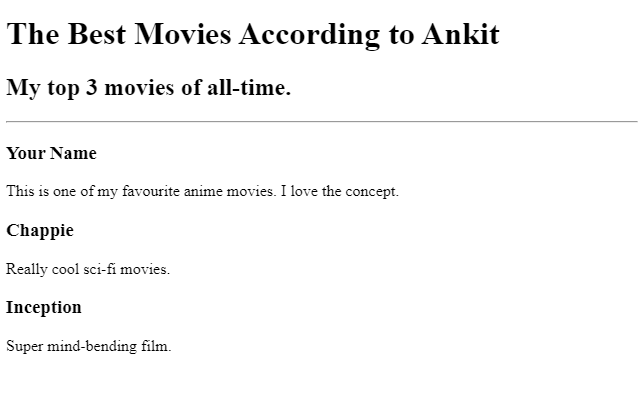 The Best Movies According to Ankit
My top 3 movies of all-time.
Your Name
This is one of my favourite anime movies. I love the concept.
Chappie
Really cool sci-fi movies.
Inception
Super mind-bending film.